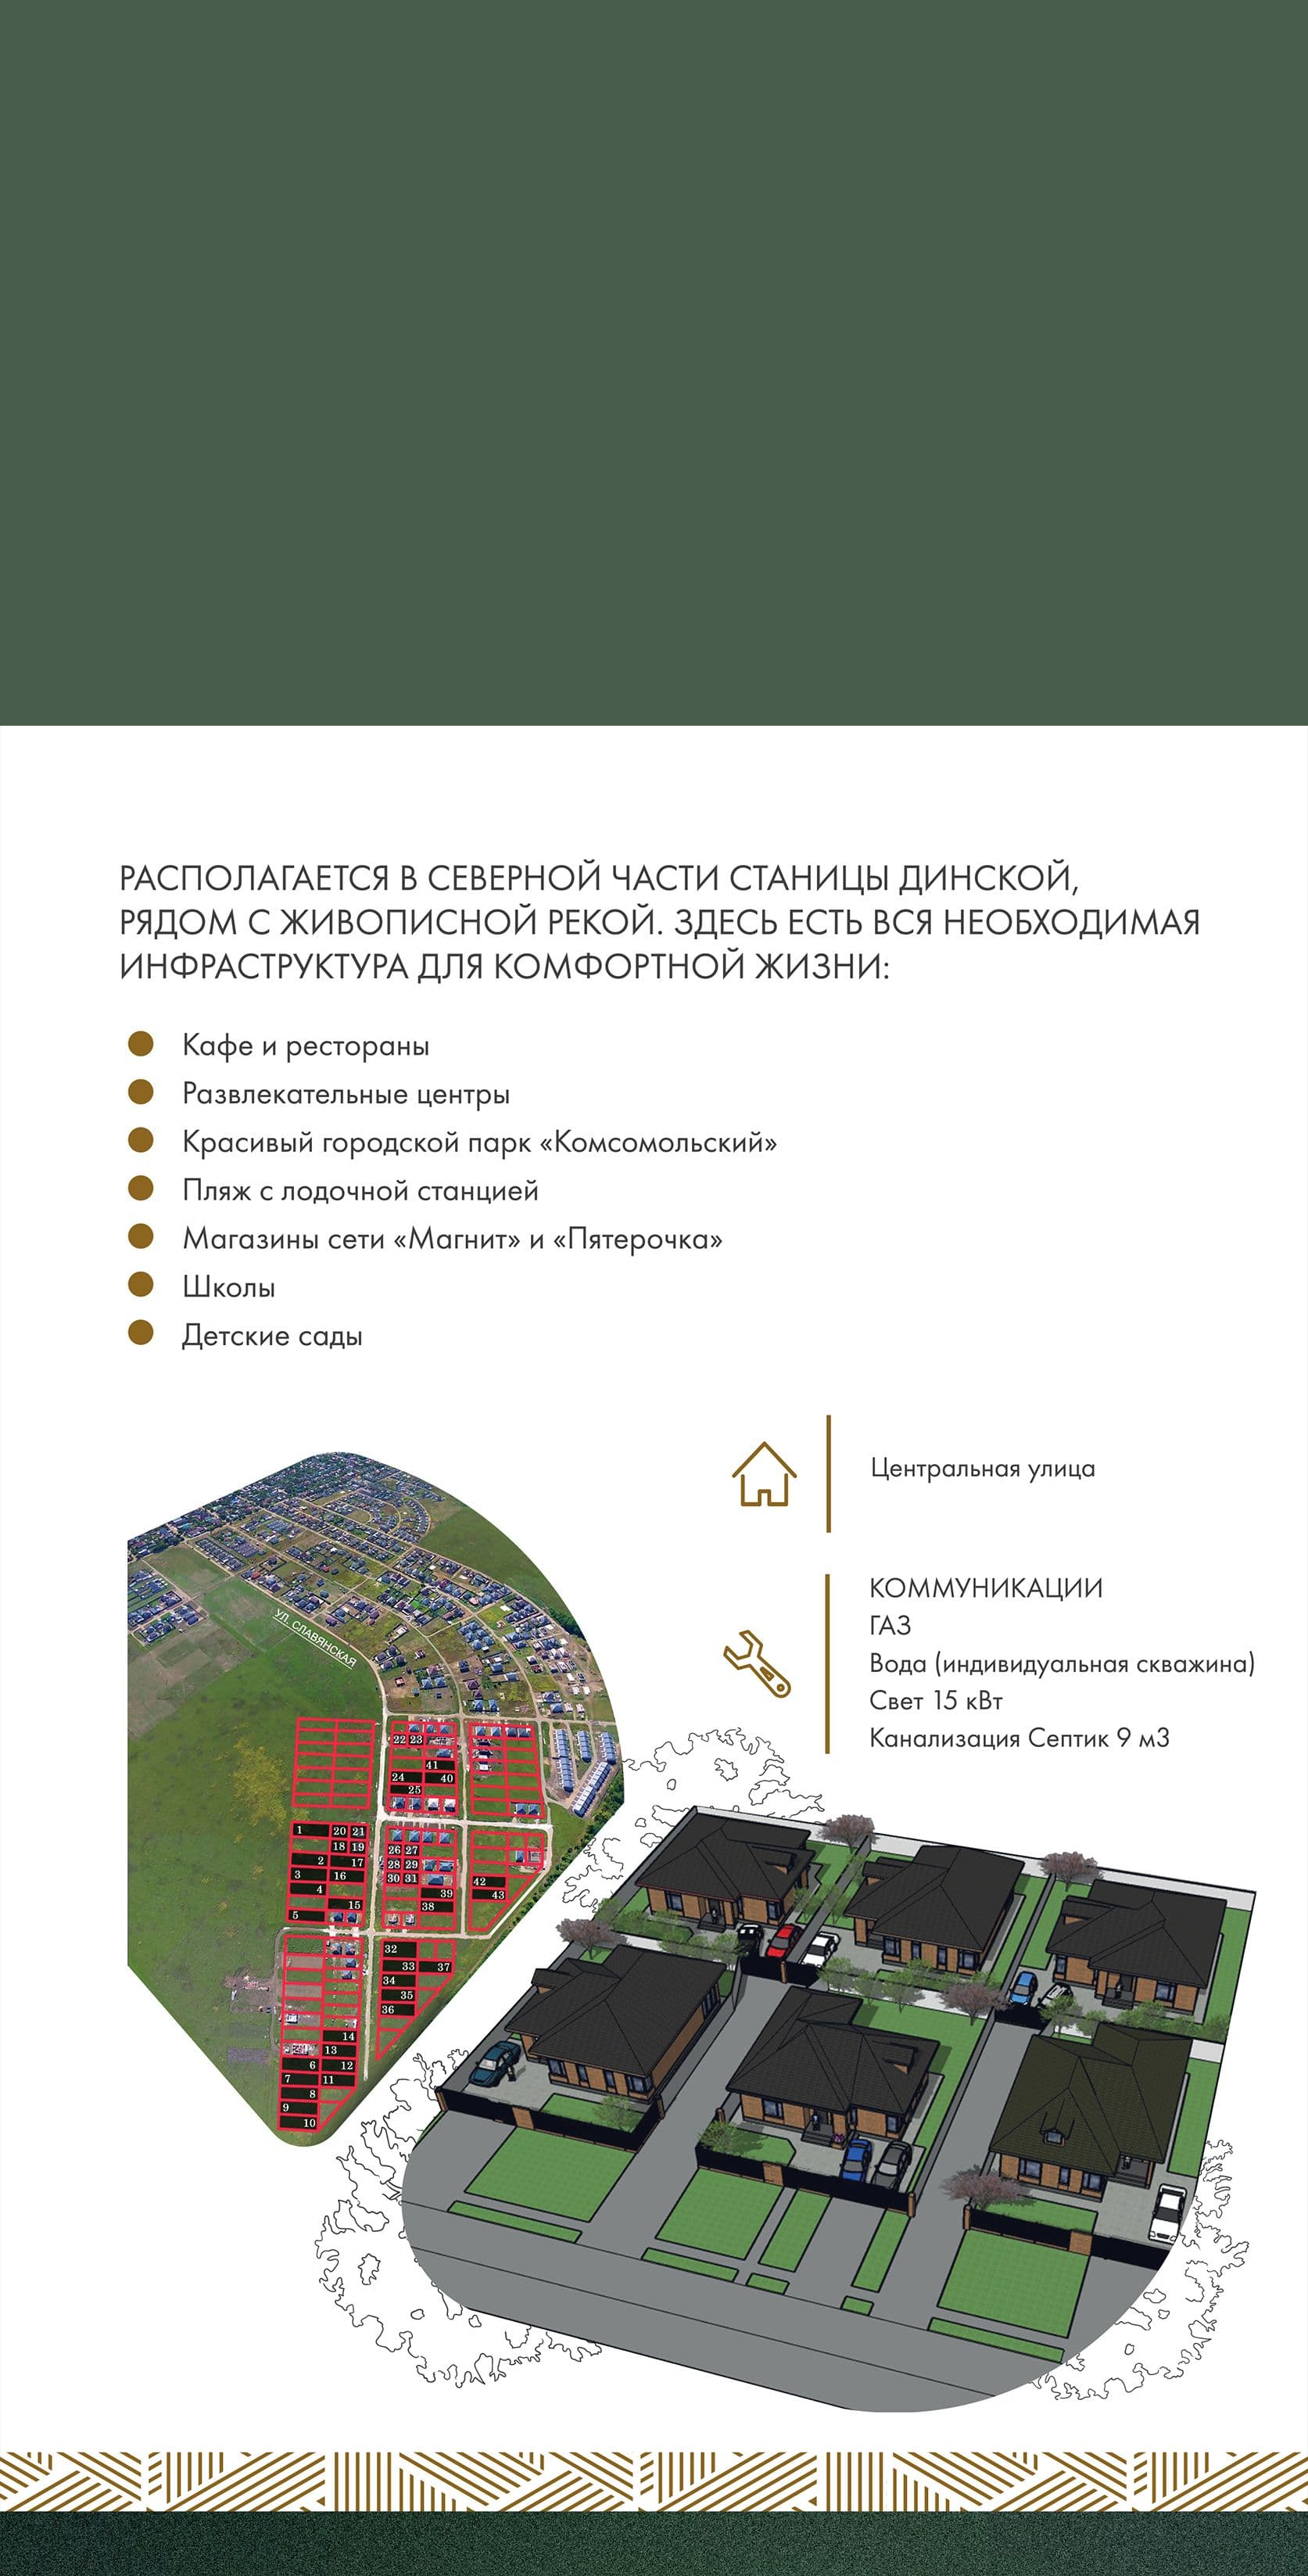 РАСПОЛАГАЕТСЯ В СЕВЕРНОЙ ЧАСТИ СТАНИЦЫ ДИНСКОЙ,
РЯДОМ С ЖИВОПИСНОЙ РЕКОЙ. ЗДЕСЬ ЕСТЬ ВСЯ НЕОБХОДИМАЯ
ИНФРАСТРУКТУРА ДЛЯ КОМФОРТНОЙ ЖИЗНИ:
Кафе и рестораны
Развлекательные центры
Красивый городской парк «Комсомольский»
Пляж с лодочной станцией
Магазины сети «Магнит» и «Пятерочка»
Школы
Детские сады
Центральная улица
КОММУНИКАЦИИ
ГАЗ
Вода (индивидуальная скважина)
Свет 15 кВт
Канализация Септик 9 м3
УЛ. СЛАВЯНСКАЯ
22 23
41
24 40
25
1 20 21
18 19
2 17
3 16
4
15
5
26 27
28 29
30 31
39
38
42
43
32
33 37
34
35
36
14
13
6 12
7 11
8
9
10